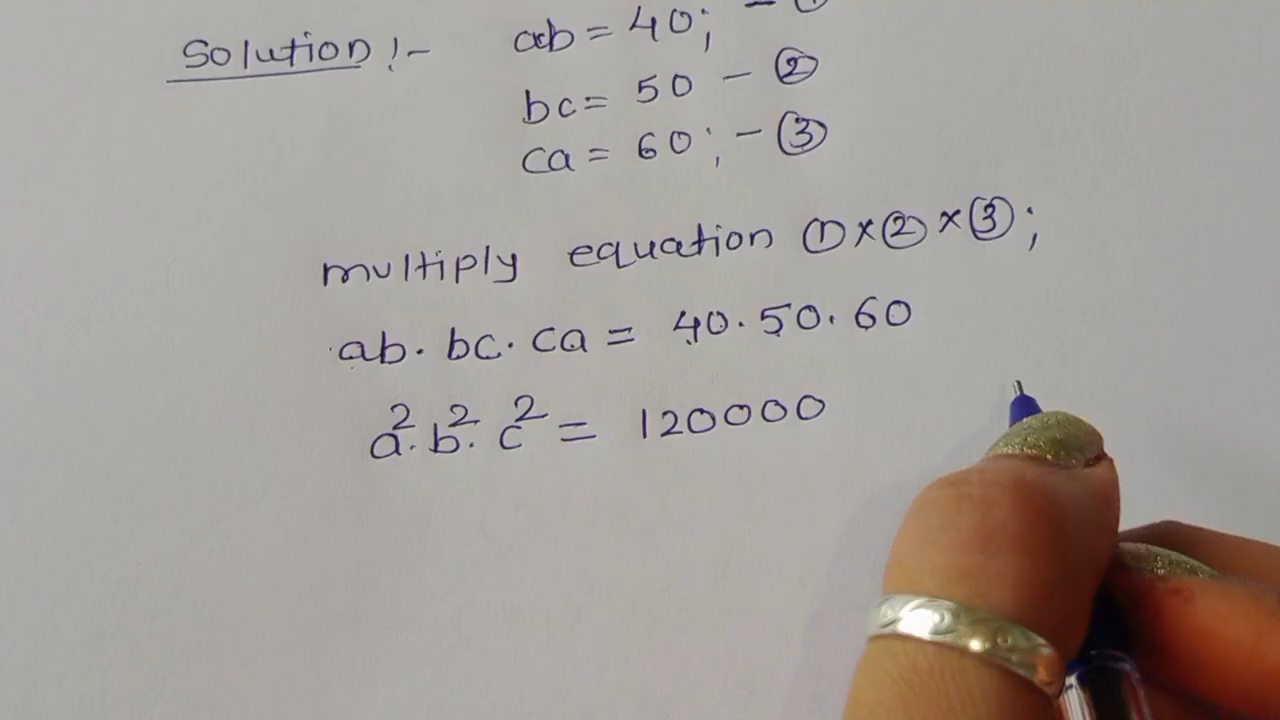 Solution !- ab = 40; - ①
bc = 50 - ②
ca = 60; - ③
multiply equation ① × ② × ③;
ab. bc. ca = 40. 50. 60
a². b². c² = 120000